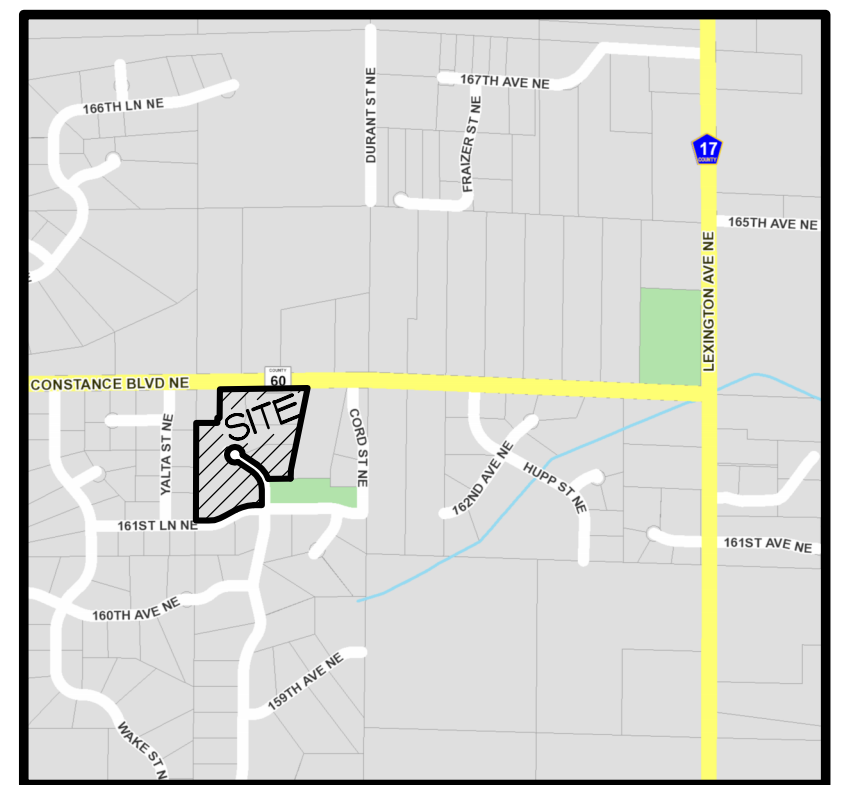 167TH AVE NE
166TH LN NE
DURANT ST NE
FRAIZER ST NE
17
COUNTY
165TH AVE NE
LEXINGTON AVE NE
COUNTY
60
CONSTANCE BLVD NE
SITE
YALTA ST NE
CORD ST NE
162ND AVE NE
HUPP ST NE
161ST LN NE
161ST AVE NE
160TH AVE NE
159TH AVE NE
WAKE ST N